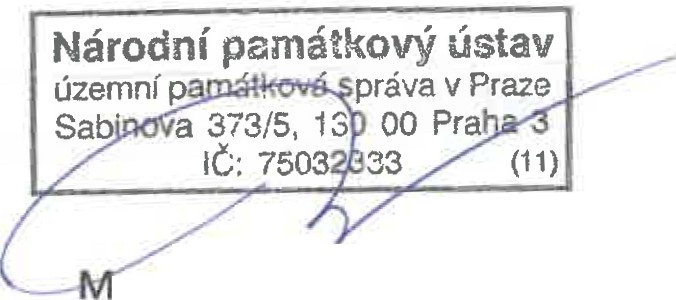 Národní památkový ústav
územní památková správa v Praze
Sabinova 373/5, 130 00 Praha 3
IČ: 75032333 (11)
M